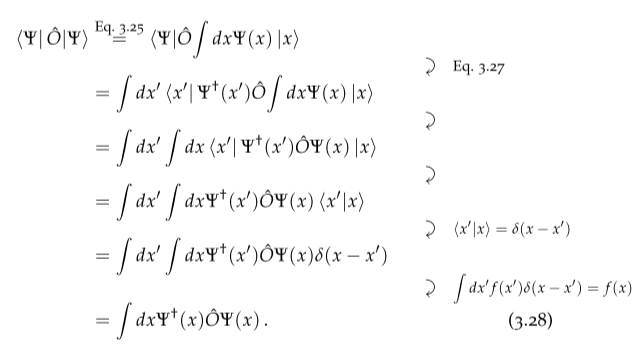 ⟨Ψ| Ô|Ψ⟩ Eq. 3.25 = ⟨Ψ|Ô ∫ dxΨ(x) |x⟩
Eq. 3.27
= ∫ dx′ ⟨x′| Ψ†(x′)Ô ∫ dxΨ(x) |x⟩
= ∫ dx′ ∫ dx ⟨x′| Ψ†(x′)ÔΨ(x) |x⟩
= ∫ dx′ ∫ dxΨ†(x′)ÔΨ(x) ⟨x′|x⟩
⟨x′|x⟩ = δ(x − x′)
= ∫ dx′ ∫ dxΨ†(x′)ÔΨ(x)δ(x − x′)
∫ dx′f(x′)δ(x − x′) = f(x)
= ∫ dxΨ†(x)ÔΨ(x) . (3.28)